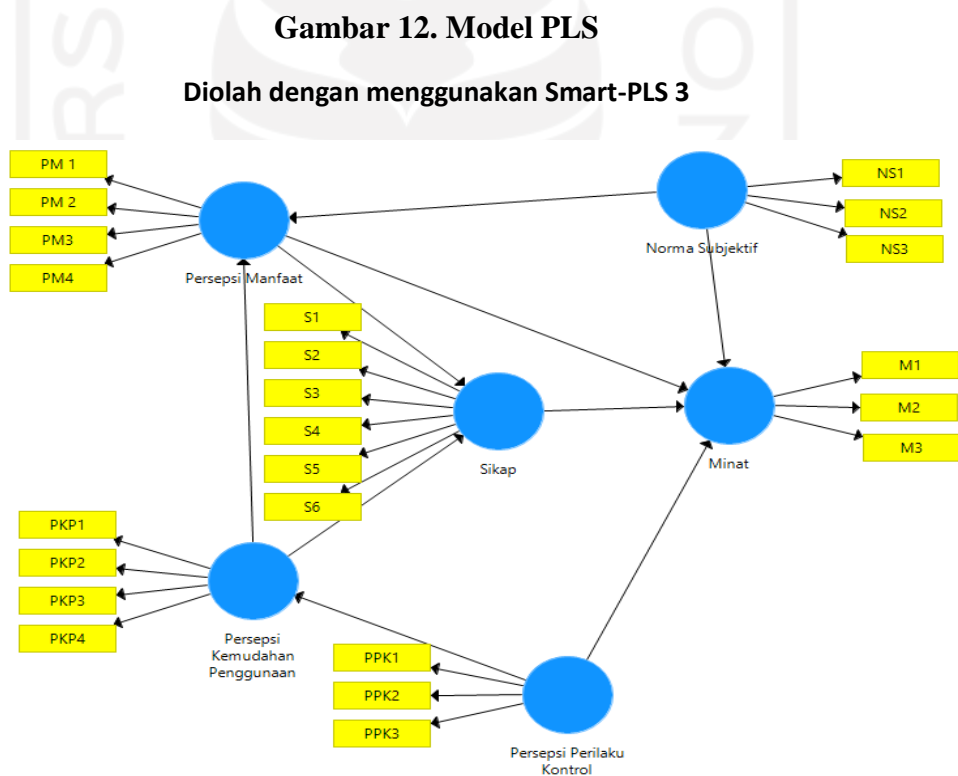 Gambar 12. Model PLS
Diolah dengan menggunakan Smart-PLS 3
PM 1
PM 2
PM3
PM4
Persepsi Manfaat
NS1
NS2
NS3
Norma Subjektif
S1
S2
S3
S4
S5
S6
Sikap
M1
M2
M3
Minat
PKP1
PKP2
PKP3
PKP4
Persepsi
Kemudahan
Penggunaan
PPK1
PPK2
PPK3
Persepsi Perilaku
Kontrol